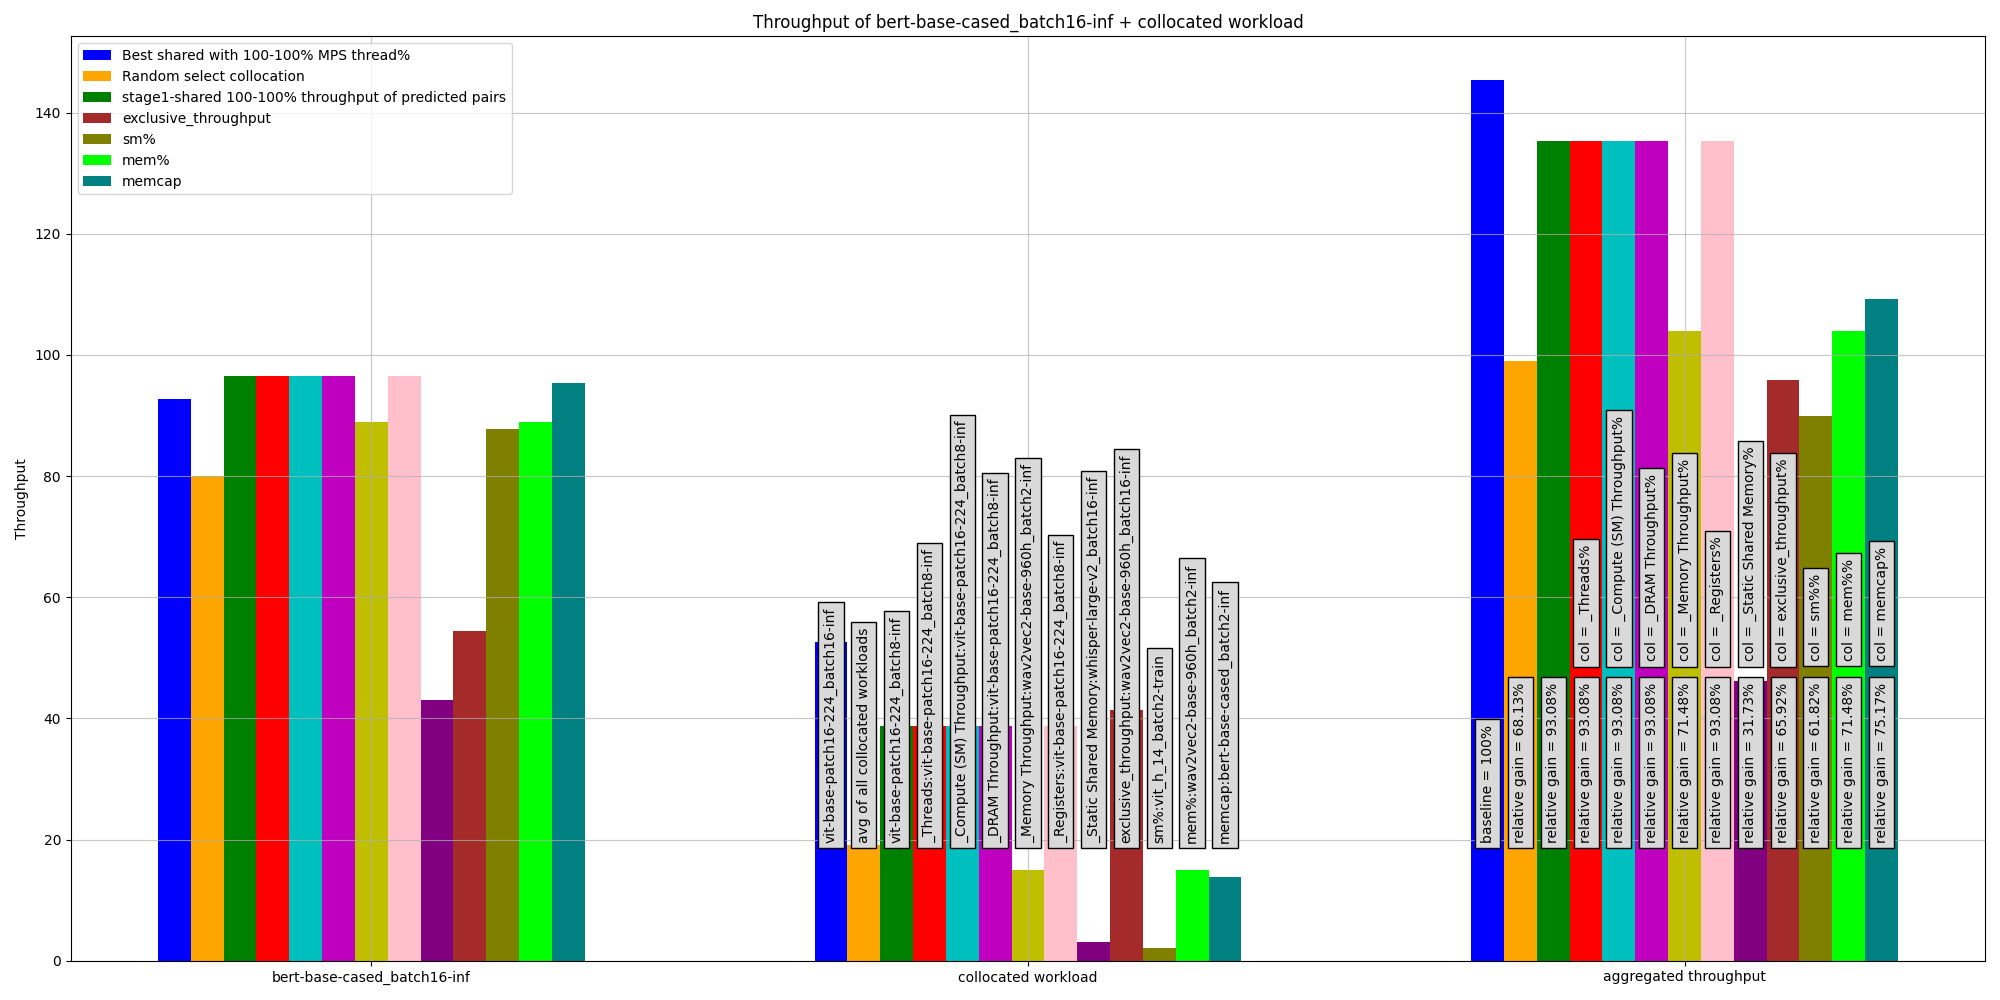 Throughput of bert-base-cased_batch16-inf + collocated workload
Best shared with 100-100% MPS thread%
Random select collocation
stage1-shared 100-100% throughput of predicted pairs
exclusive_throughput
sm%
mem%
memcap
Throughput
140
120
100
80
60
40
20
0
vit-base-patch16-224_batch16-inf
avg of all collocated workloads
vit-base-patch16-224_batch8-inf
_Threads:vit-base-patch16-224_batch8-inf
_Compute (SM) Throughput:vit-base-patch16-224_batch8-inf
_DRAM Throughput:vit-base-patch16-224_batch8-inf
_Memory Throughput:wav2vec2-base-960h_batch2-inf
_Registers:vit-base-patch16-224_batch8-inf
_Static Shared Memory:whisper-large-v2_batch16-inf
exclusive_throughput:wav2vec2-base-960h_batch16-inf
sm%:vit_h_14_batch2-train
mem%:wav2vec2-base-960h_batch2-inf
memcap:bert-base-cased_batch2-inf
col = _Threads%
col = _Compute (SM) Throughput%
col = _DRAM Throughput%
col = _Memory Throughput%
col = _Registers%
col = _Static Shared Memory%
col = exclusive_throughput%
col = sm%%
col = mem%%
col = memcap%
baseline = 100%
relative gain = 68.13%
relative gain = 93.08%
relative gain = 93.08%
relative gain = 93.08%
relative gain = 93.08%
relative gain = 71.48%
relative gain = 93.08%
relative gain = 31.73%
relative gain = 65.92%
relative gain = 61.82%
relative gain = 71.48%
relative gain = 75.17%
bert-base-cased_batch16-inf
collocated workload
aggregated throughput